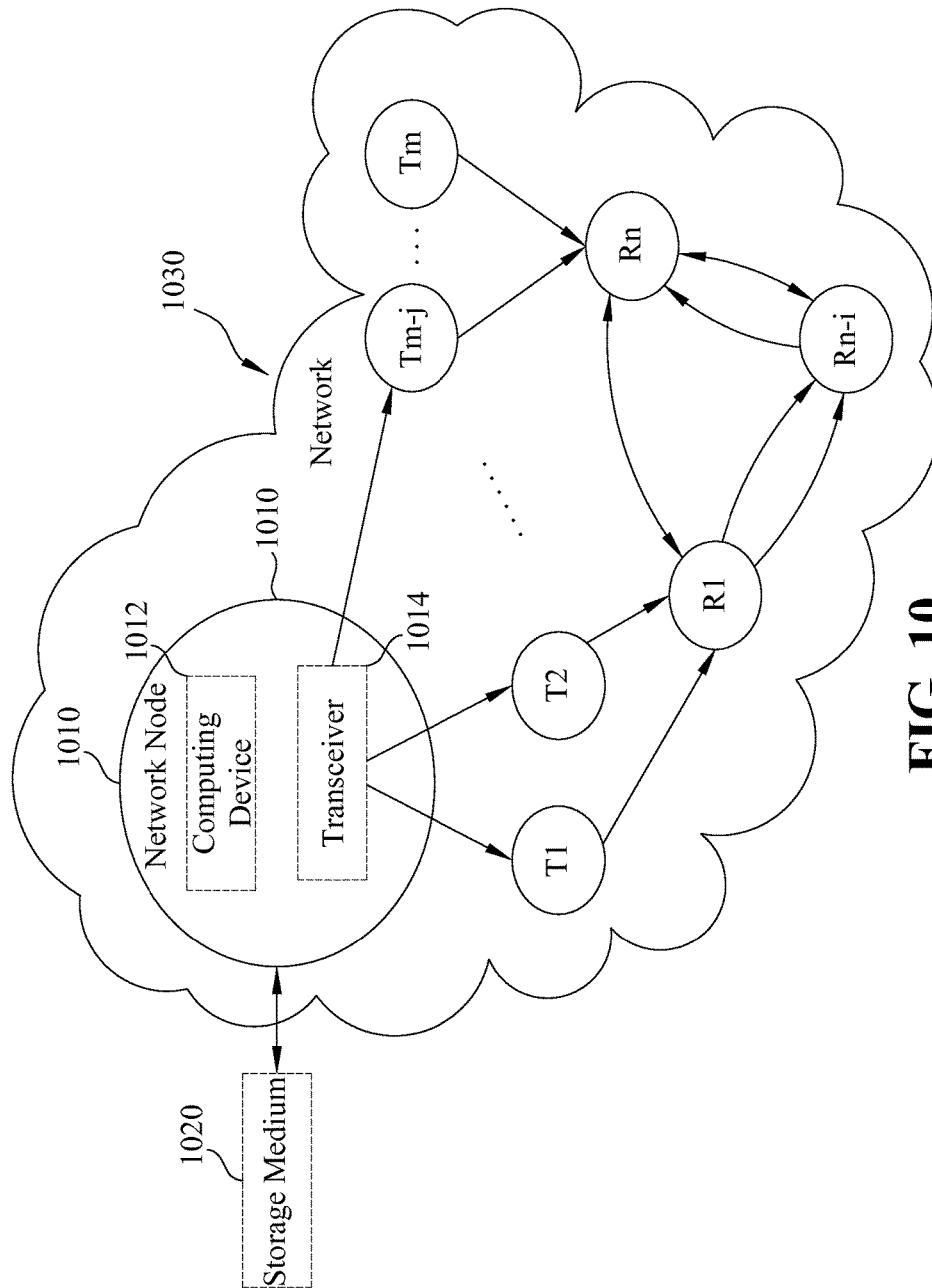 1020
Storage Medium
1010
Network Node
1012
Computing
Device
1010
Transceiver
1014
1030
Network
T1
T2
Tm-j
. . .
Tm
. . . . . .
R1
Rn
Rn-i
FIG. 10